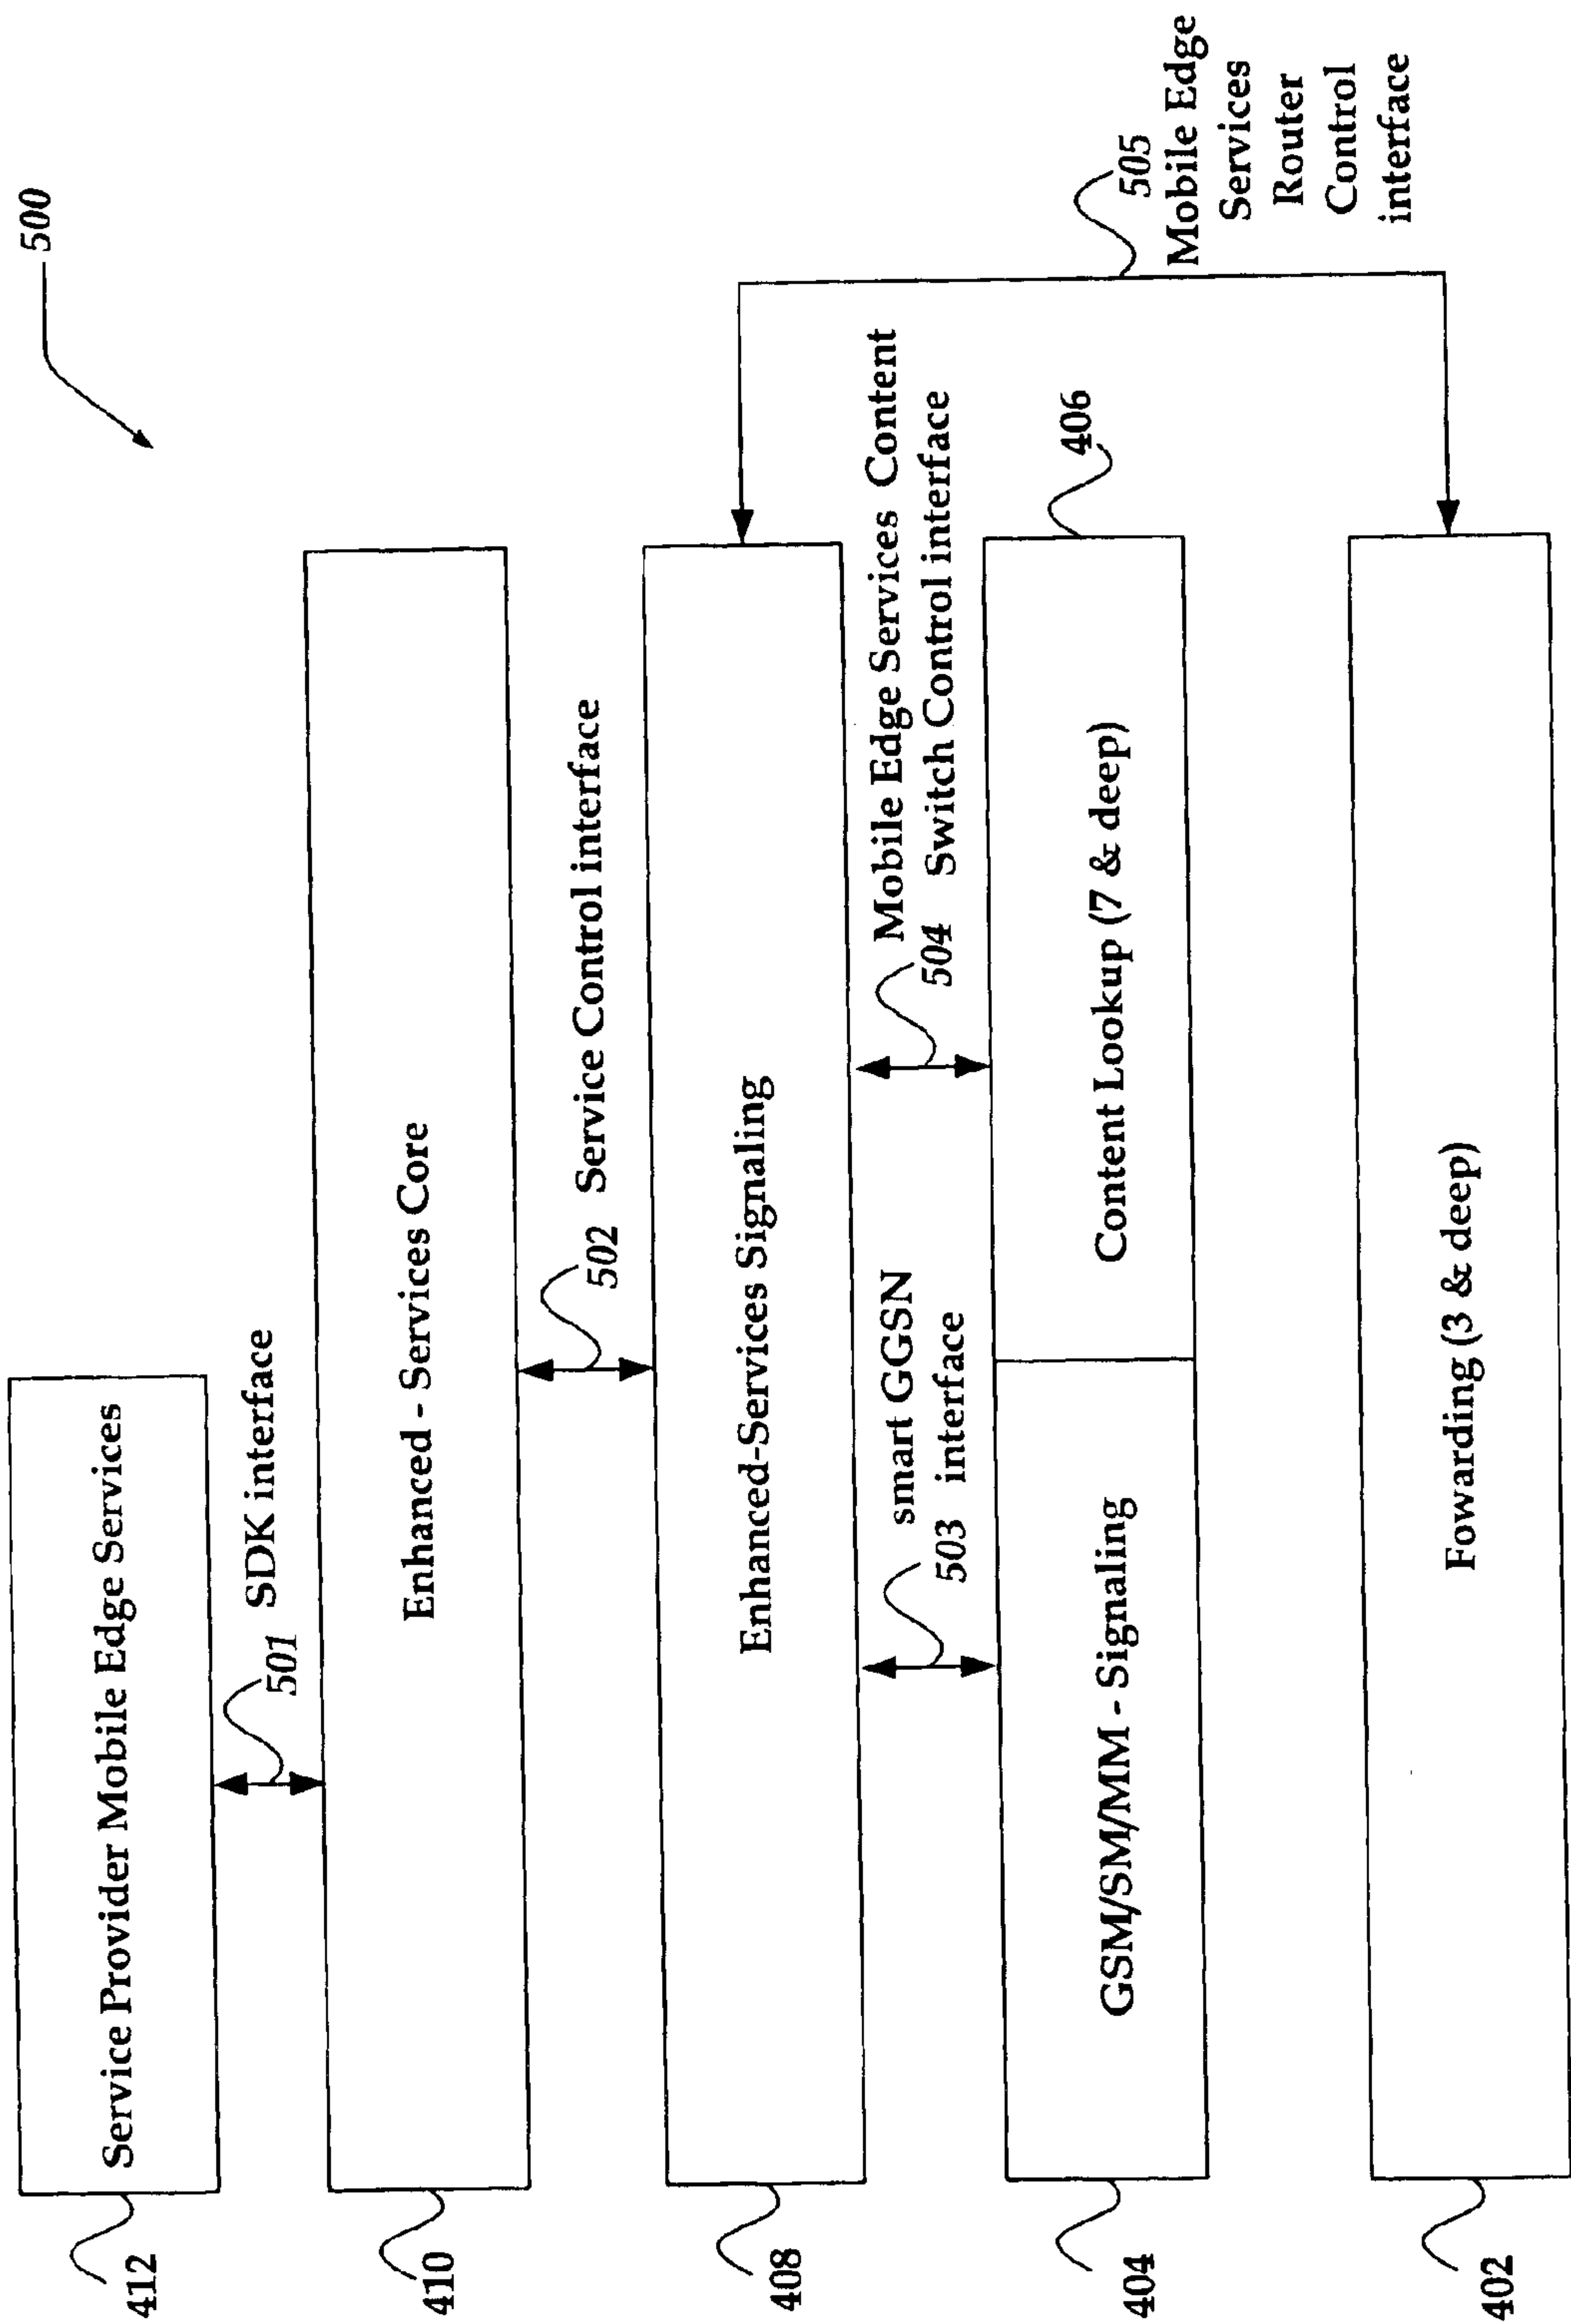 500
412
Service Provider Mobile Edge Services
501
SDK interface
410
Enhanced - Services Core
502
Service Control interface
408
Enhanced-Services Signaling
503
smart GGSN
interface
504
Mobile Edge Services Content
Switch Control interface
404
GSM/SM/MM - Signaling
Content Lookup (7 & deep)
406
505
Mobile Edge
Services
Router
Control
interface
402
Fowarding (3 & deep)